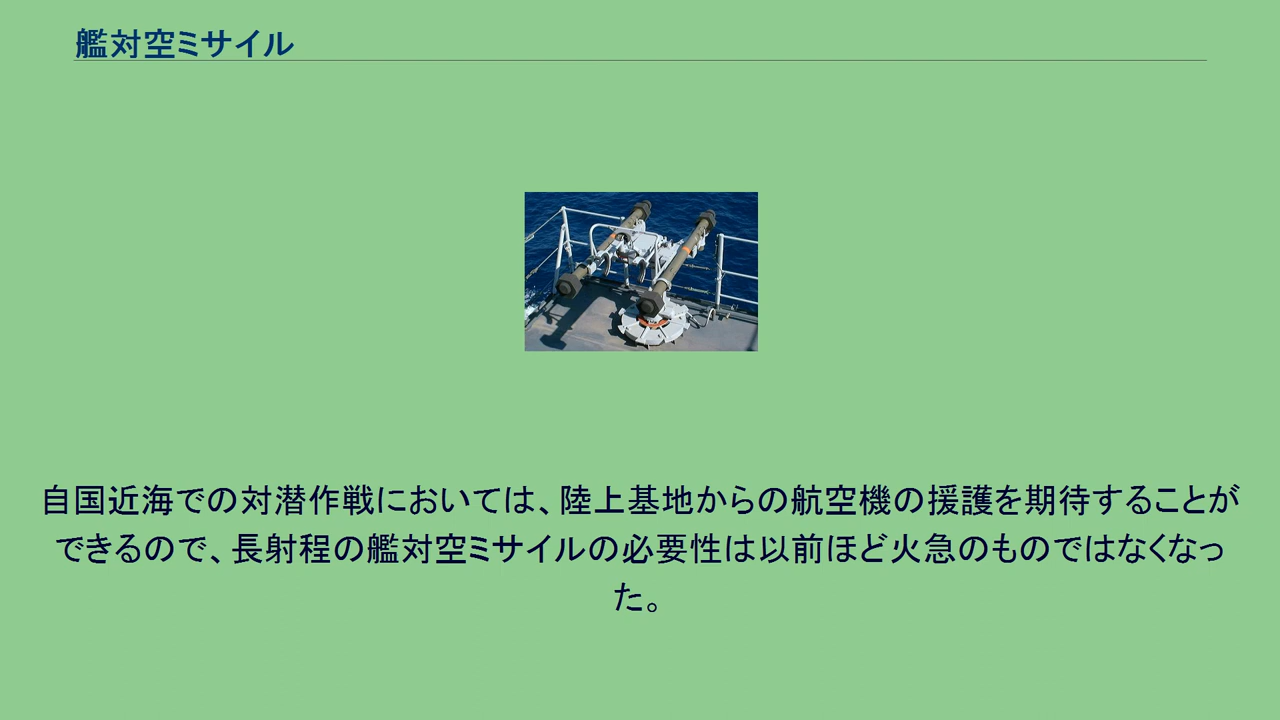 艦対空ミサイル
自国近海での対潜作戦においては、陸上基地からの航空機の援護を期待することが
できるので、長射程の艦対空ミサイルの必要性は以前ほど火急のものではなくなっ
た。